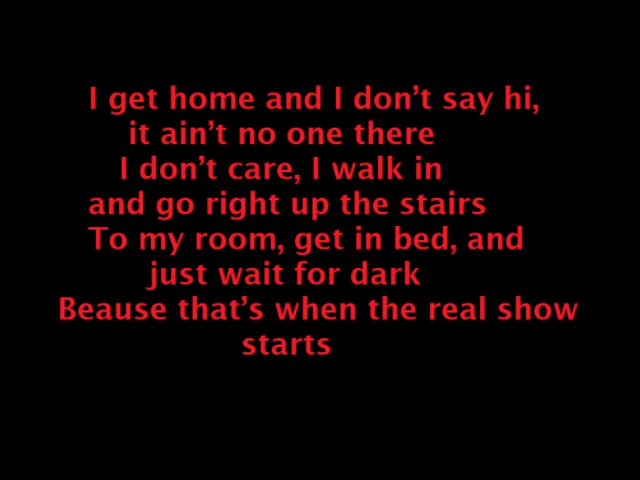 I get home and I don’t say hi,
it ain’t no one there
I don’t care, I walk in
and go right up the stairs
To my room, get in bed, and
just wait for dark
Beause that’s when the real show
starts